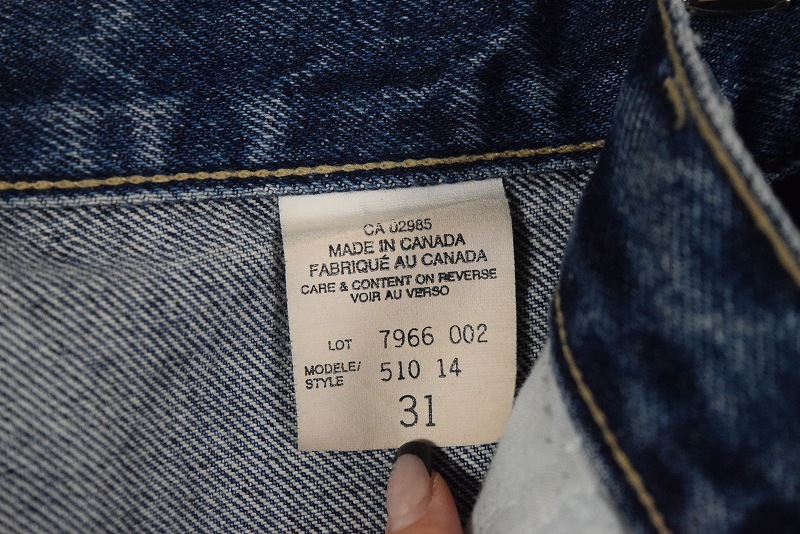 CA 02985
MADE IN CANADA
FABRIQUÉ AU CANADA
CARE & CONTENT ON REVERSE
VOIR AU VERSO
LOT 7966 002
MODELE/
STYLE 510 14
31